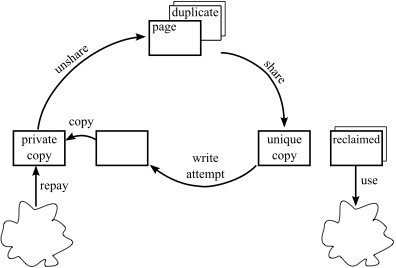 duplicate
page
unshare
share
copy
private
copy
unique
copy
reclaimed
write
attempt
repay
use